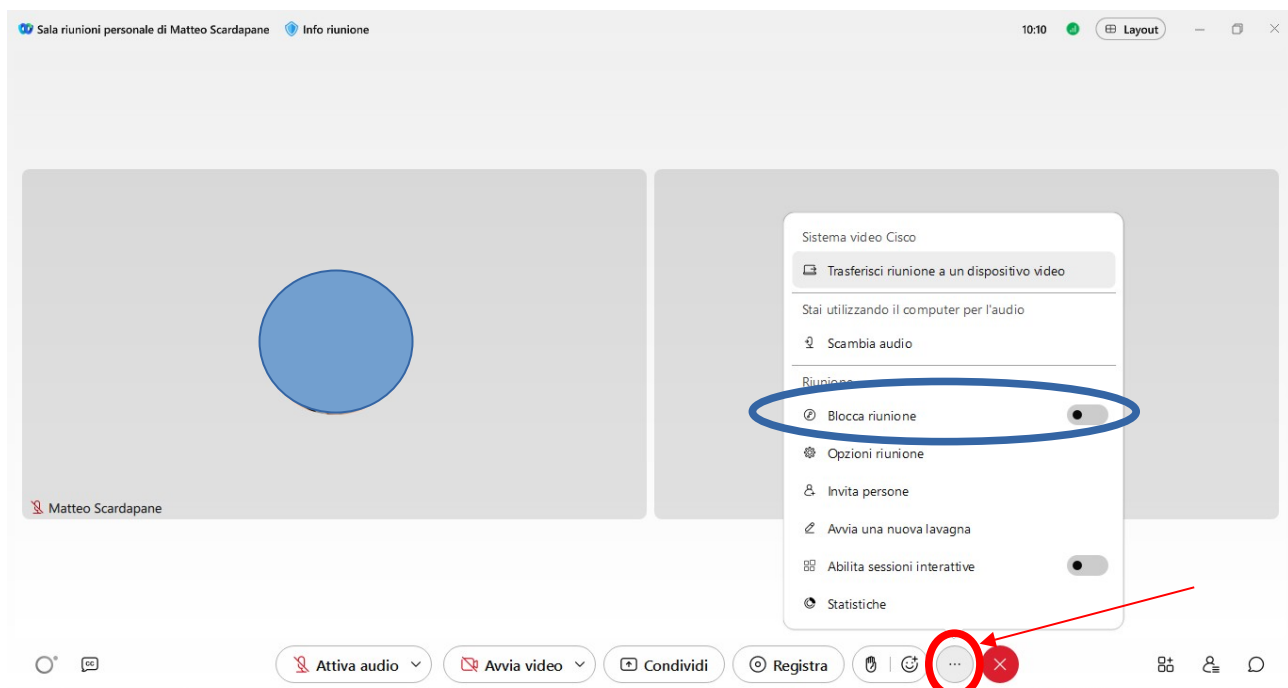 Sala riunioni personale di Matteo Scardapane Info riunione 10:10 Layout
Sistema video Cisco
Trasferisci riunione a un dispositivo video
Stai utilizzando il computer per l'audio
Scambia audio
Riunione
Blocca riunione
Opzioni riunione
Invita persone
Matteo Scardapane
Avvia una nuova lavagna
Abilita sessioni interattive
Statistiche
CC Attiva audio Avvia video Condividi Registra